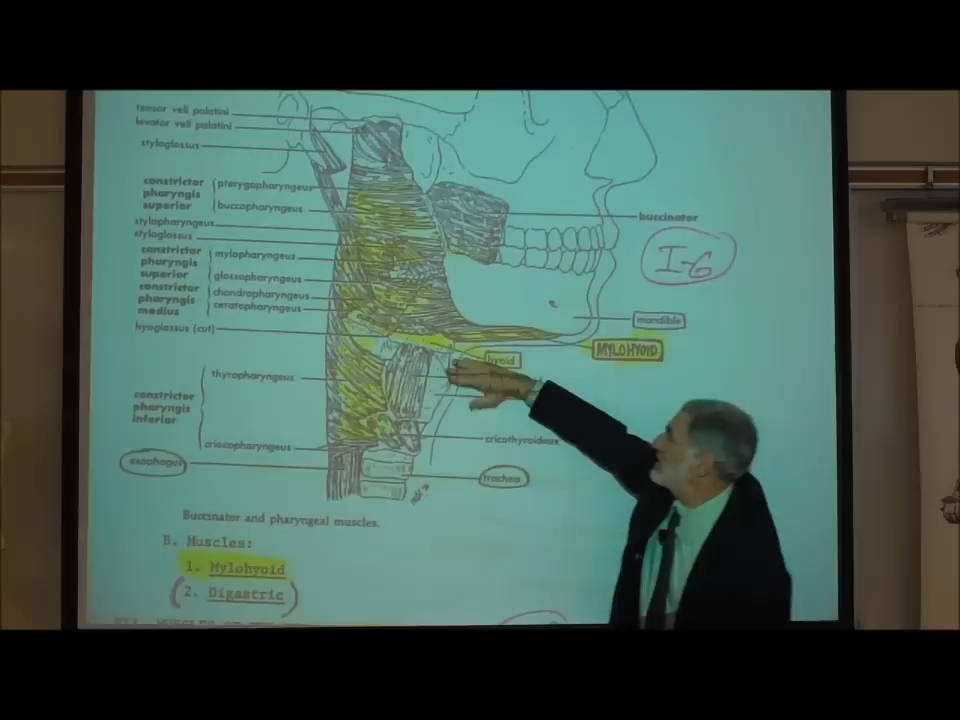 tensor veli palatini
levator veli palatini
styloglossus
constrictor pharyngis superior
pterygopharyngeus
buccopharyngeus
stylopharyngeus
styloglossus
constrictor pharyngis superior
mylopharyngeus
glossopharyngeus
constrictor pharyngis medius
chondropharyngeus
ceratopharyngeus
hyoglossus (cut)
constrictor pharyngis inferior
thyropharyngeus
cricopharyngeus
esophagus
buccinator
I-6
mandible
MYLOHYOID
hyoid
cricothyroideus
trachea
Buccinator and pharyngeal muscles.
B. Muscles:
1. Mylohyoid
(2. Digastric)